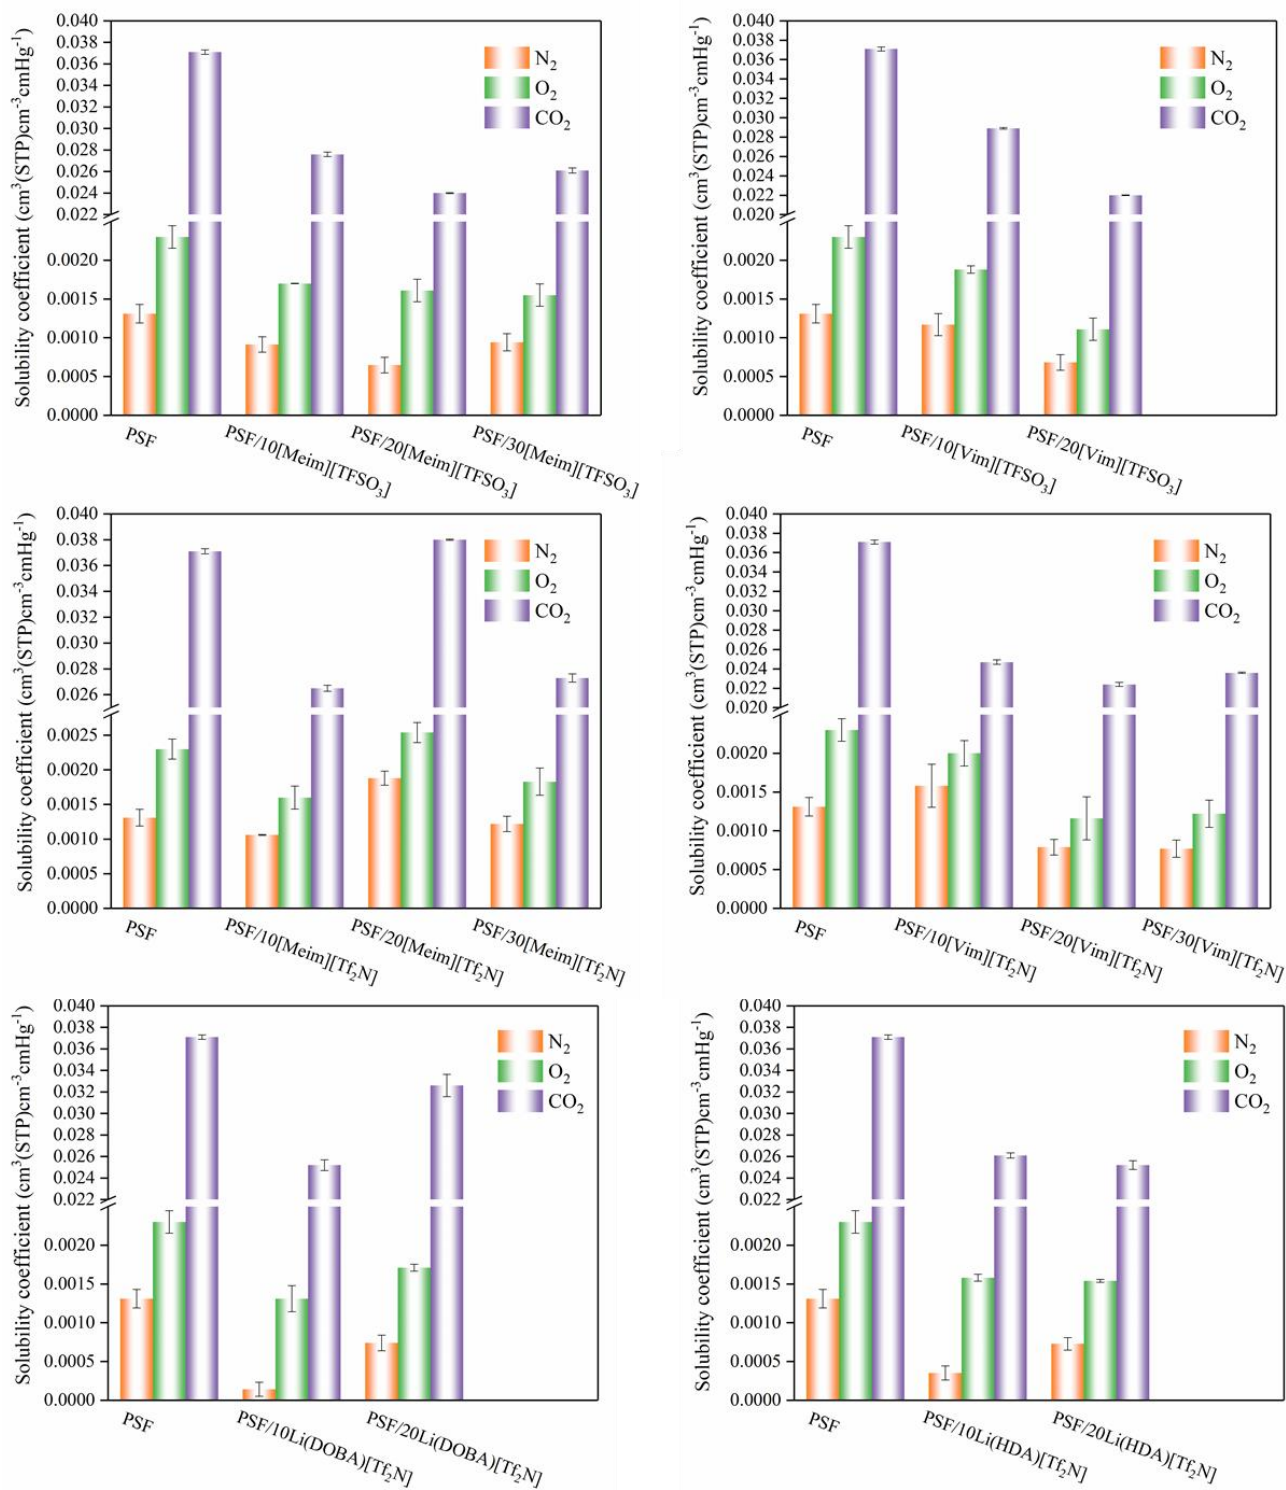 Solubility coefficient (cm³(STP)cm⁻³cmHg⁻¹)
0.040
0.038
0.036
0.034
0.032
0.030
0.028
0.026
0.024
0.022
0.0020
0.0015
0.0010
0.0005
0.0000
N₂
O₂
CO₂
PSF
PSF/10[Meim][TFSO₃]
PSF/20[Meim][TFSO₃]
PSF/30[Meim][TFSO₃]
Solubility coefficient (cm³(STP)cm⁻³cmHg⁻¹)
0.040
0.038
0.036
0.034
0.032
0.030
0.028
0.026
0.024
0.022
0.020
0.0020
0.0015
0.0010
0.0005
0.0000
N₂
O₂
CO₂
PSF
PSF/10[Vim][TFSO₃]
PSF/20[Vim][TFSO₃]
Solubility coefficient (cm³(STP)cm⁻³cmHg⁻¹)
0.040
0.038
0.036
0.034
0.032
0.030
0.028
0.026
0.0025
0.0020
0.0015
0.0010
0.0005
0.0000
N₂
O₂
CO₂
PSF
PSF/10[Meim][Tf₂N]
PSF/20[Meim][Tf₂N]
PSF/30[Meim][Tf₂N]
Solubility coefficient (cm³(STP)cm⁻³cmHg⁻¹)
0.040
0.038
0.036
0.034
0.032
0.030
0.028
0.026
0.024
0.022
0.020
0.0020
0.0015
0.0010
0.0005
0.0000
N₂
O₂
CO₂
PSF
PSF/10[Vim][Tf₂N]
PSF/20[Vim][Tf₂N]
PSF/30[Vim][Tf₂N]
Solubility coefficient (cm³(STP)cm⁻³cmHg⁻¹)
0.040
0.038
0.036
0.034
0.032
0.030
0.028
0.026
0.024
0.022
0.0020
0.0015
0.0010
0.0005
0.0000
N₂
O₂
CO₂
PSF
PSF/10Li(DOBA)[Tf₂N]
PSF/20Li(DOBA)[Tf₂N]
Solubility coefficient (cm³(STP)cm⁻³cmHg⁻¹)
0.040
0.038
0.036
0.034
0.032
0.030
0.028
0.026
0.024
0.022
0.0020
0.0015
0.0010
0.0005
0.0000
N₂
O₂
CO₂
PSF
PSF/10Li(HDA)[Tf₂N]
PSF/20Li(HDA)[Tf₂N]